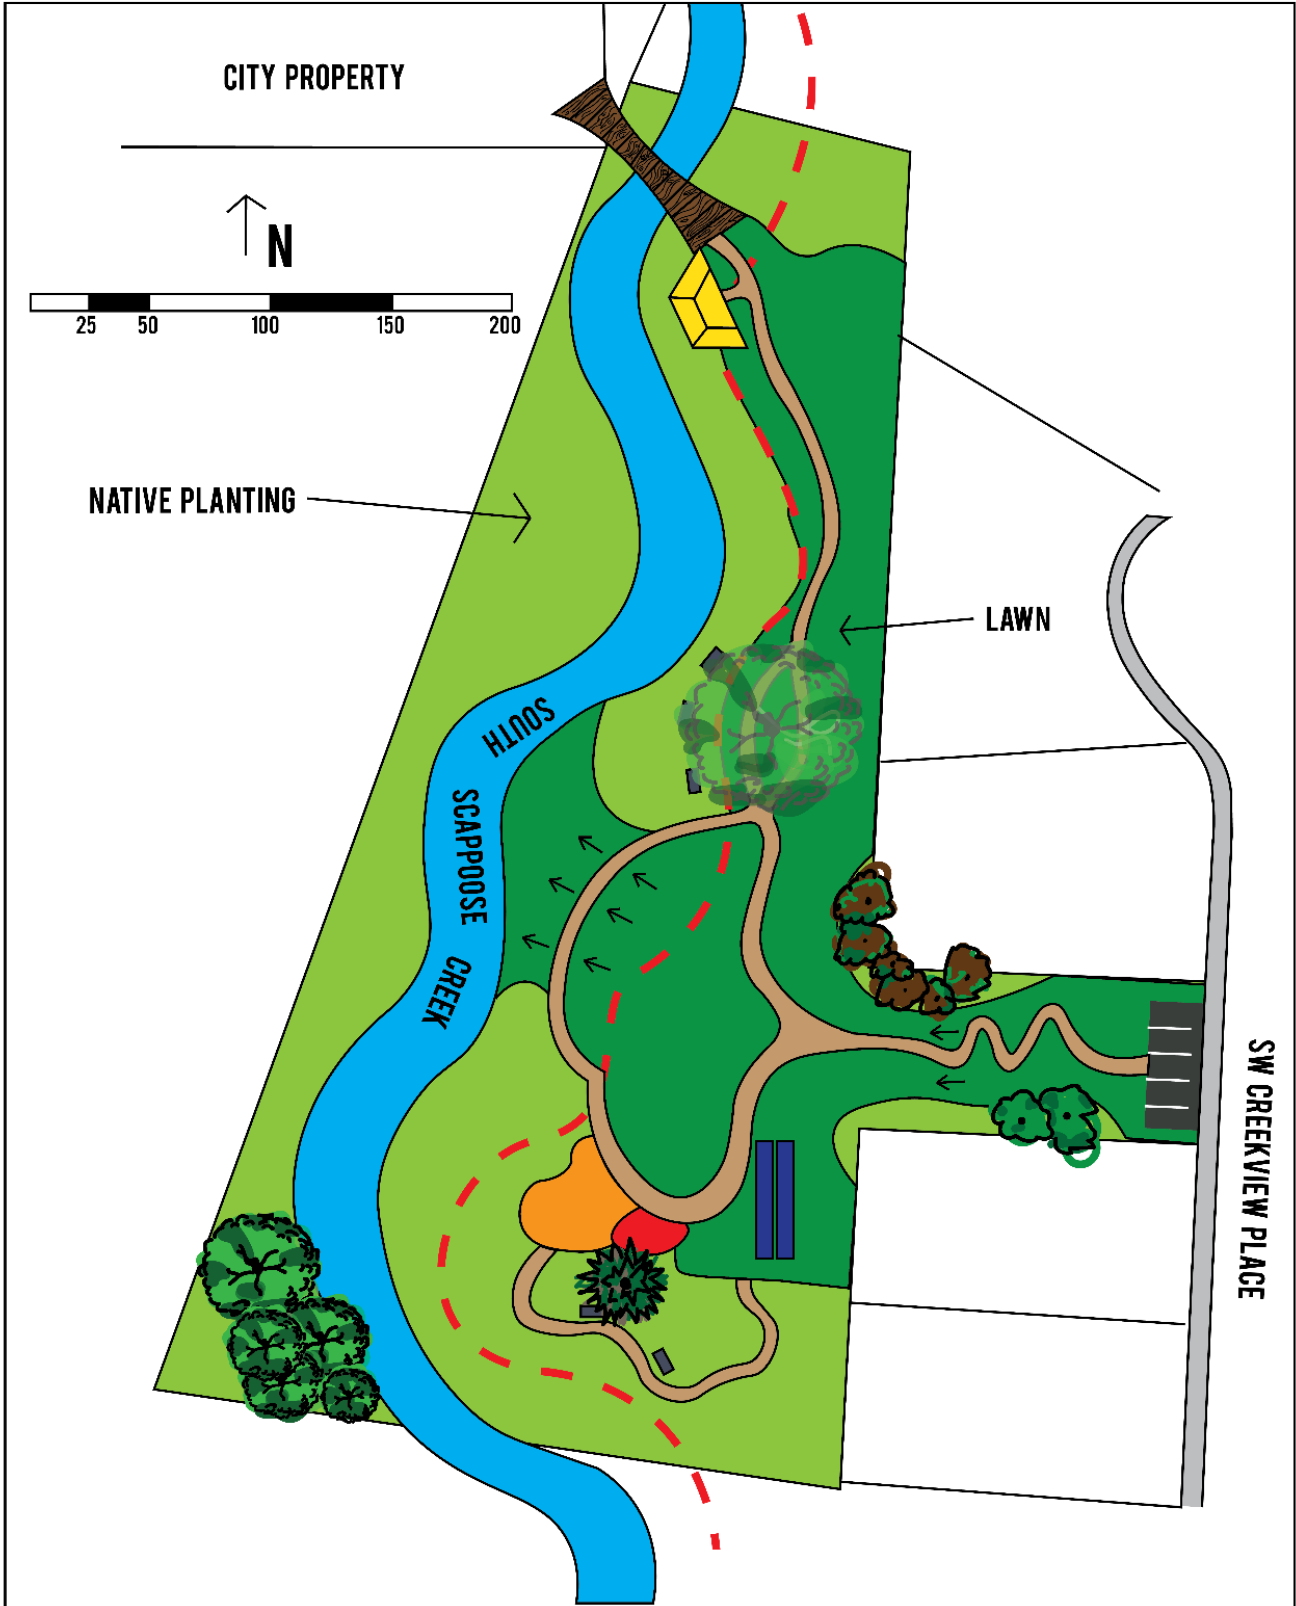 CITY PROPERTY
N
25 50 100 150 200
NATIVE PLANTING
LAWN
SOUTH
SCAPPOOSE
CREEK
SW CREEKVIEW PLACE